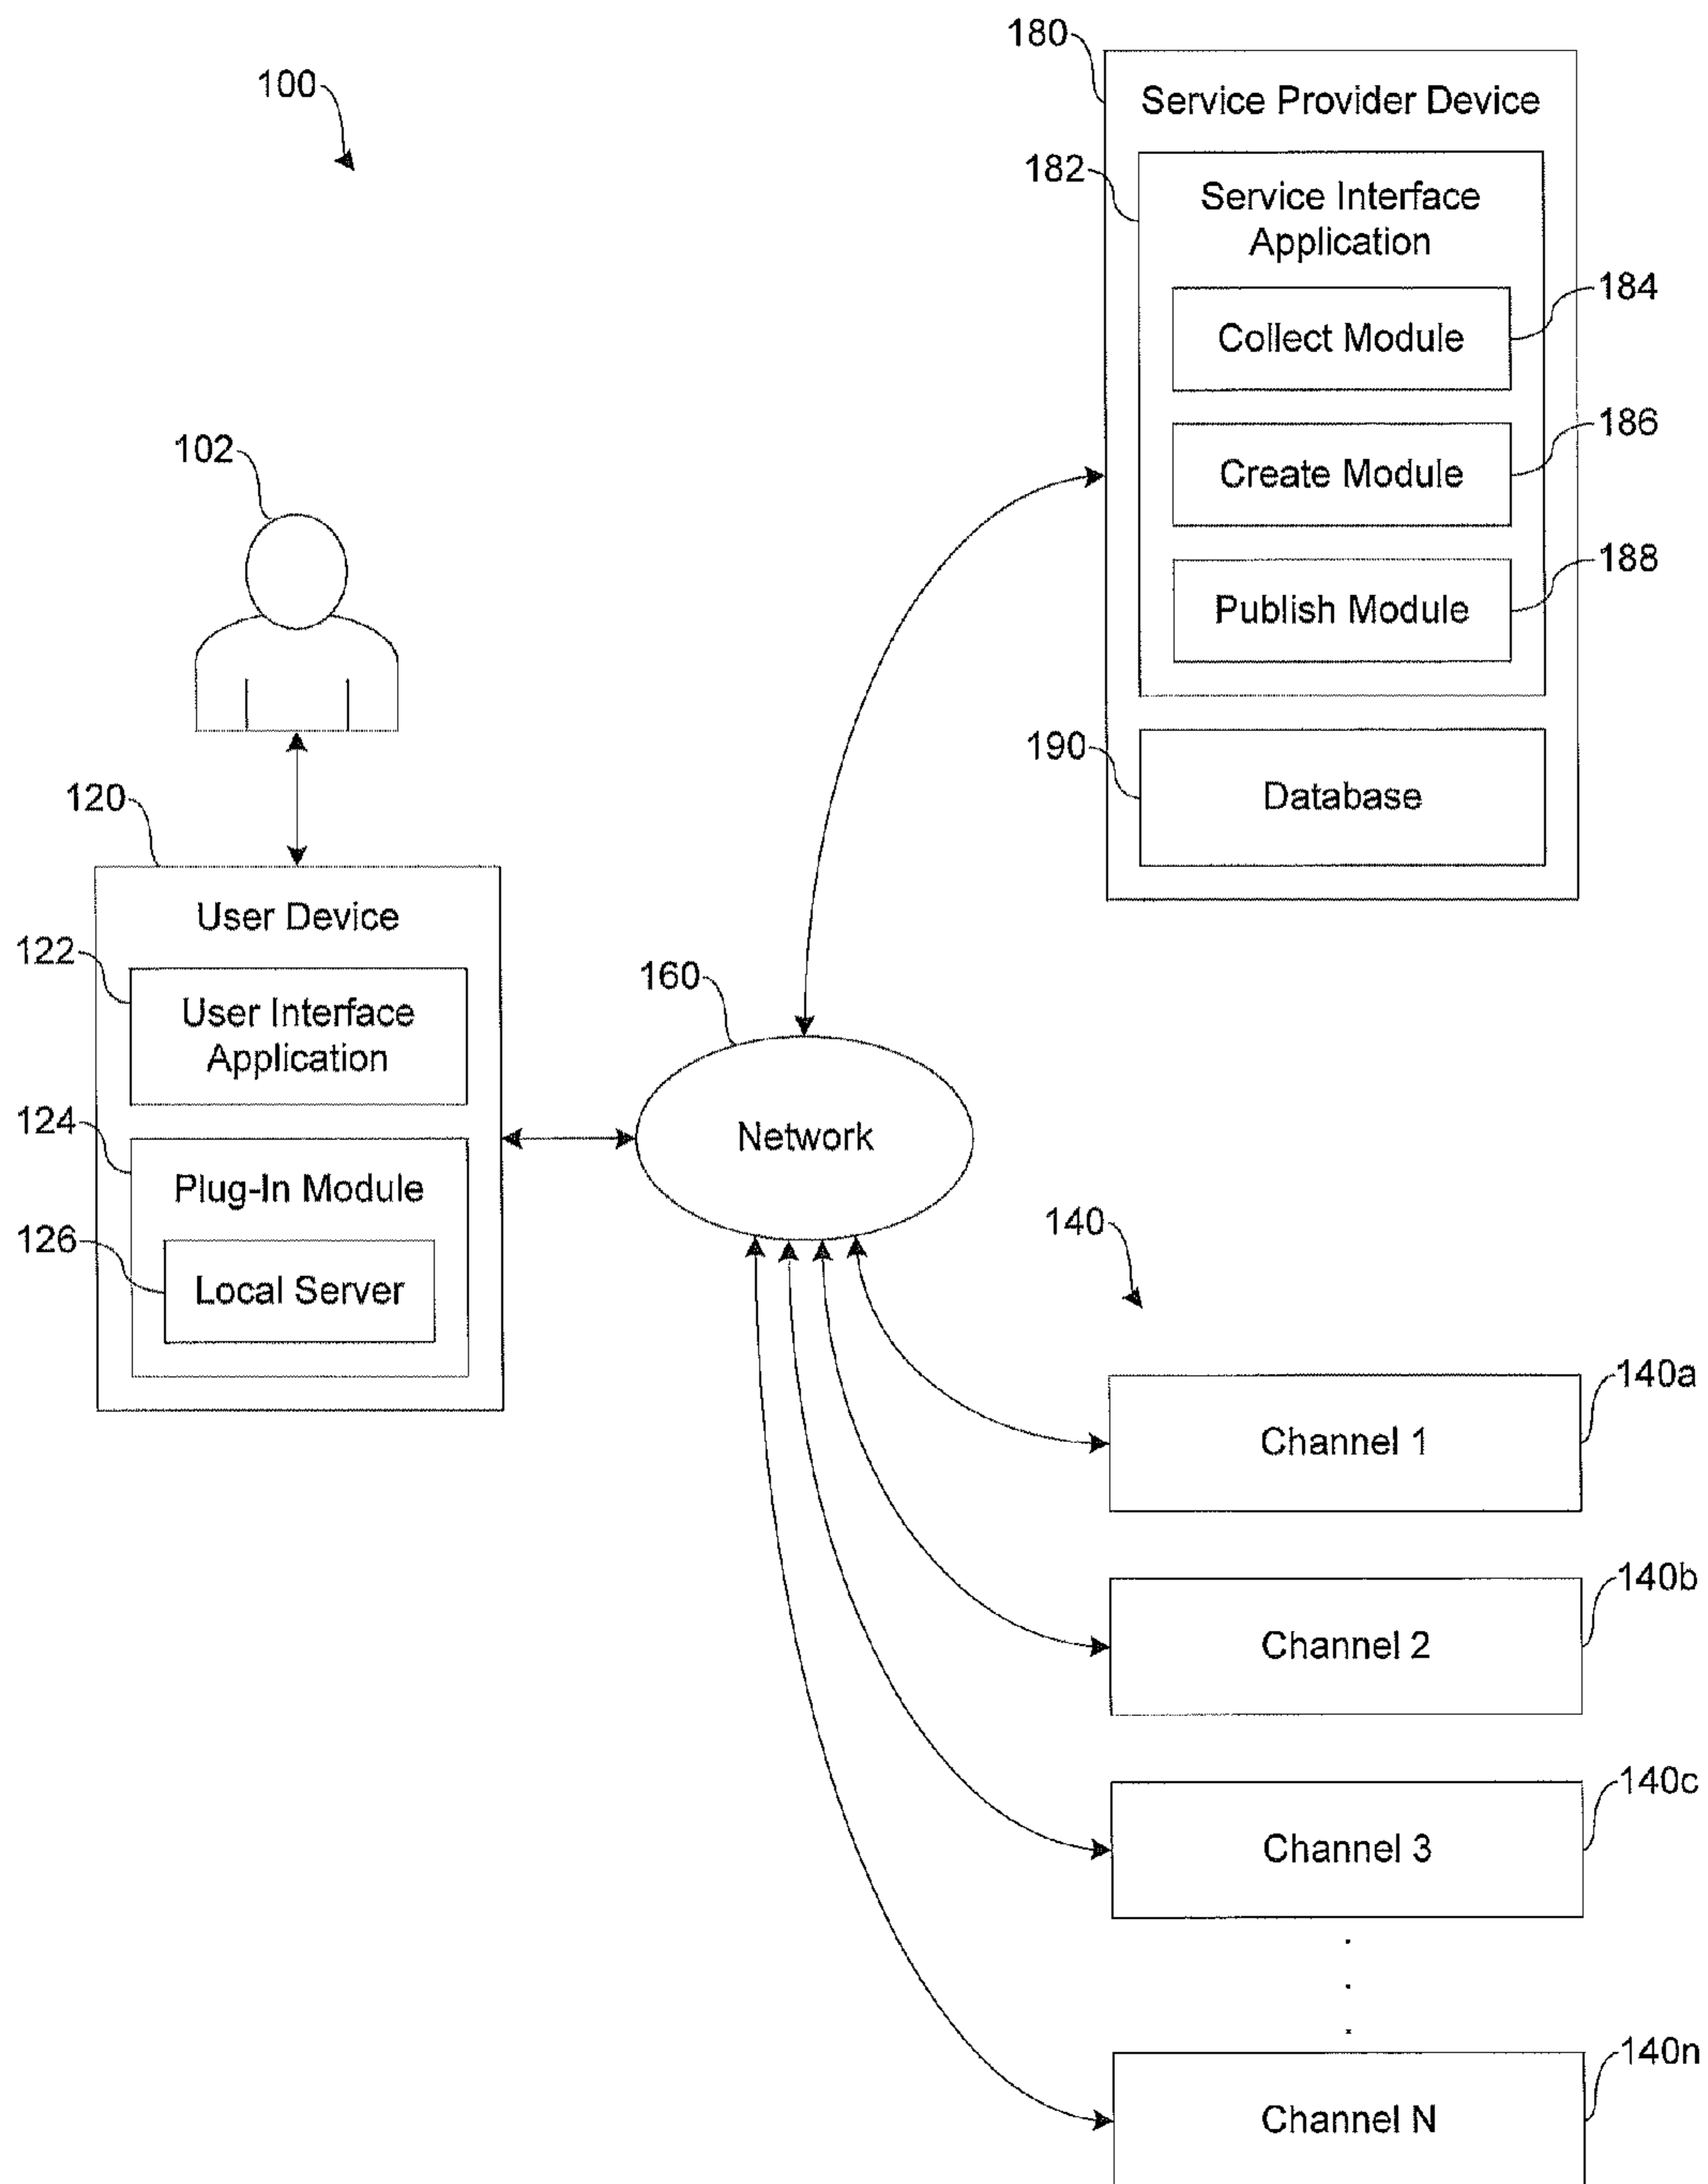 180
100
Service Provider Device
182
Service Interface
Application
184
Collect Module
186
Create Module
102
188
Publish Module
190
Database
120
User Device
122
User Interface
Application
160
124
Network
Plug-In Module
140
126
Local Server
140a
Channel 1
140b
Channel 2
140c
Channel 3
.
.
.
140n
Channel N